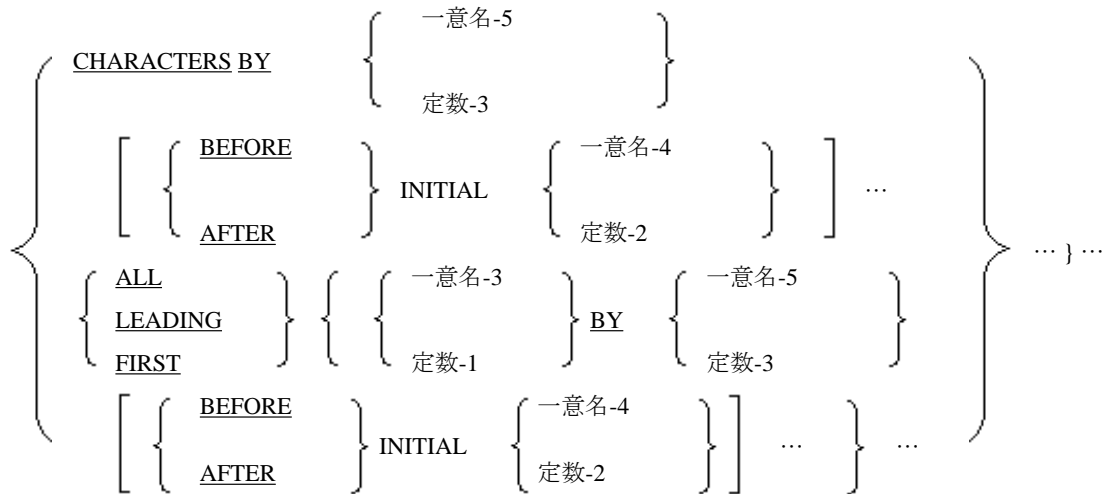 一意名-5
CHARACTERS BY
定数-3
BEFORE 一意名-4
INITIAL …
AFTER 定数-2
… } …
ALL 一意名-3 一意名-5
LEADING BY
FIRST 定数-1 定数-3
BEFORE 一意名-4
INITIAL … …
AFTER 定数-2